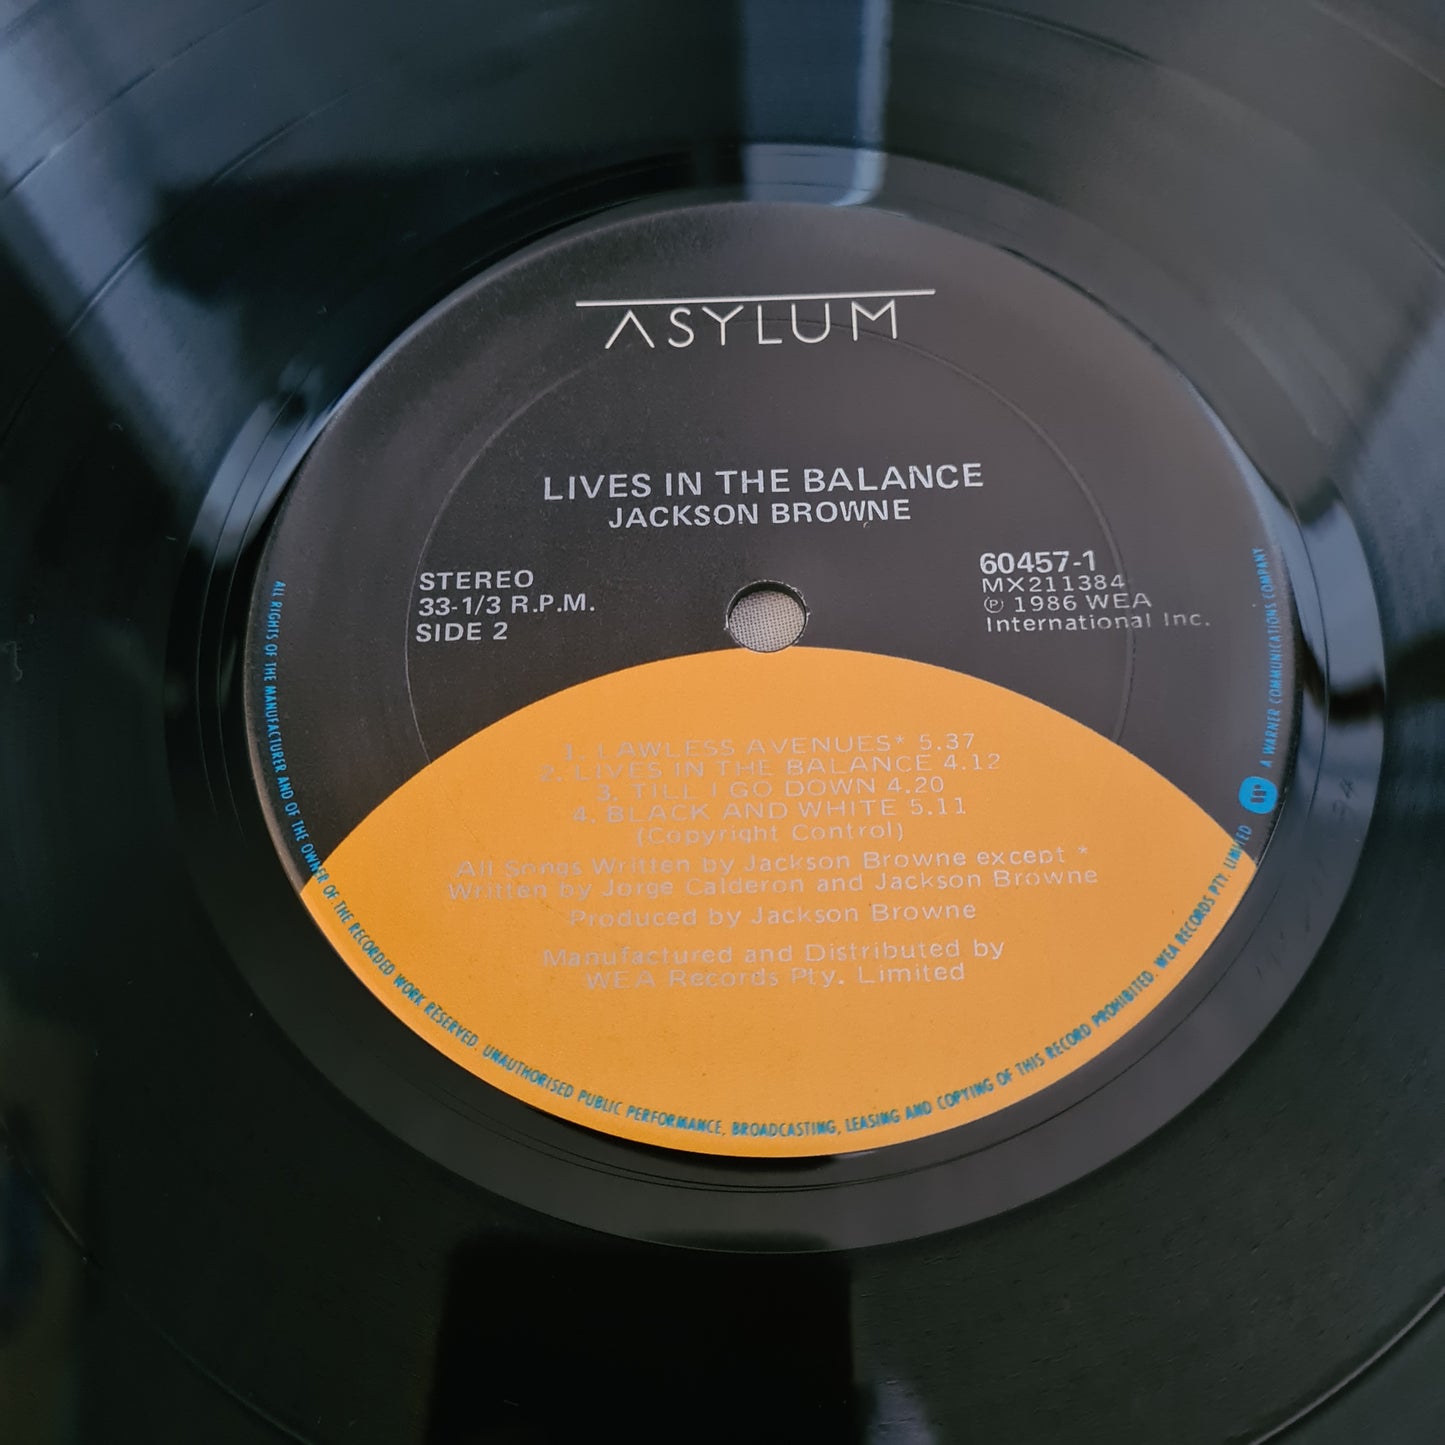 ASYLUM
LIVES IN THE BALANCE
JACKSON BROWNE
STEREO
33-1/3 R.P.M.
SIDE 2
60457-1
MX211384
℗ 1986 WEA
International Inc.
1. LAWLESS AVENUES* 5.37
2. LIVES IN THE BALANCE 4.12
3. TILL I GO DOWN 4.20
4. BLACK AND WHITE 5.11
(Copyright Control)
All Songs Written by Jackson Browne except *
Written by Jorge Calderon and Jackson Browne
Produced by Jackson Browne
Manufactured and Distributed by
WEA Records Pty. Limited
ALL RIGHTS OF THE MANUFACTURER AND OF THE OWNER OF THE RECORDED WORK RESERVED. UNAUTHORISED PUBLIC PERFORMANCE, BROADCASTING, LEASING AND COPYING OF THIS RECORD PROHIBITED. WEA RECORDS PTY. LIMITED
A WARNER COMMUNICATIONS COMPANY